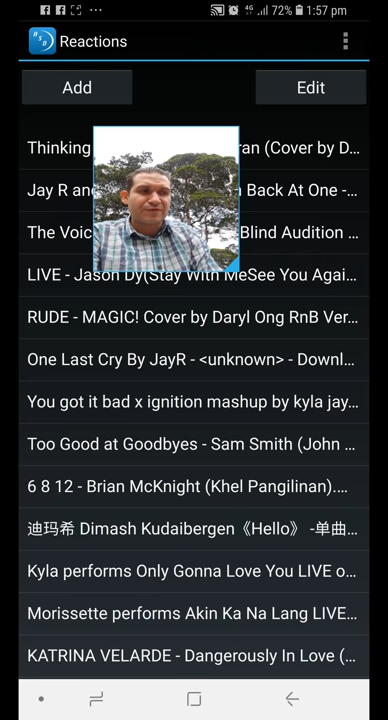 72% 1:57 pm
Reactions
Add Edit
Thinking ran (Cover by D...
Jay R and n Back At One -...
The Voic Blind Audition ...
LIVE - Jason Dy(Stay With MeSee You Agai...
RUDE - MAGIC! Cover by Daryl Ong RnB Ver...
One Last Cry By JayR - <unknown> - Downl...
You got it bad x ignition mashup by kyla jay...
Too Good at Goodbyes - Sam Smith (John ...
6 8 12 - Brian McKnight (Khel Pangilinan)....
迪玛希 Dimash Kudaibergen《Hello》 -单曲...
Kyla performs Only Gonna Love You LIVE o...
Morissette performs Akin Ka Na Lang LIVE...
KATRINA VELARDE - Dangerously In Love (...